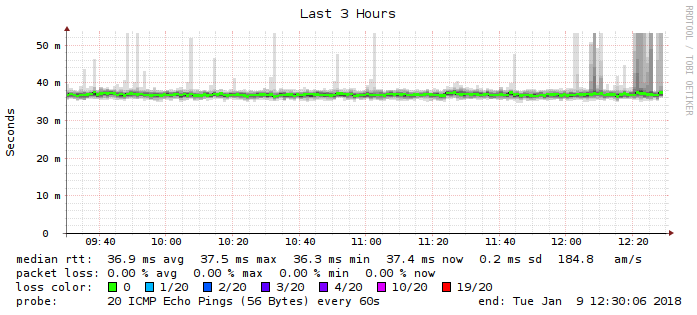 Last 3 Hours
RRDTOOL / TOBI OETIKER
Seconds
50 m
40 m
30 m
20 m
10 m
0
09:40 10:00 10:20 10:40 11:00 11:20 11:40 12:00 12:20
median rtt: 36.9 ms avg 37.5 ms max 36.3 ms min 37.4 ms now 0.2 ms sd 184.8 am/s
packet loss: 0.00 % avg 0.00 % max 0.00 % min 0.00 % now
loss color: 0 1/20 2/20 3/20 4/20 10/20 19/20
probe: 20 ICMP Echo Pings (56 Bytes) every 60s end: Tue Jan 9 12:30:06 2018